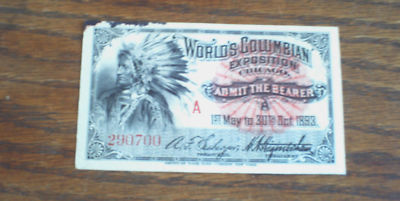 WORLD'S COLUMBIAN
EXPOSITION
CHICAGO
ADMIT THE BEARER
A
1ST May to 30TH Oct 1893
290700